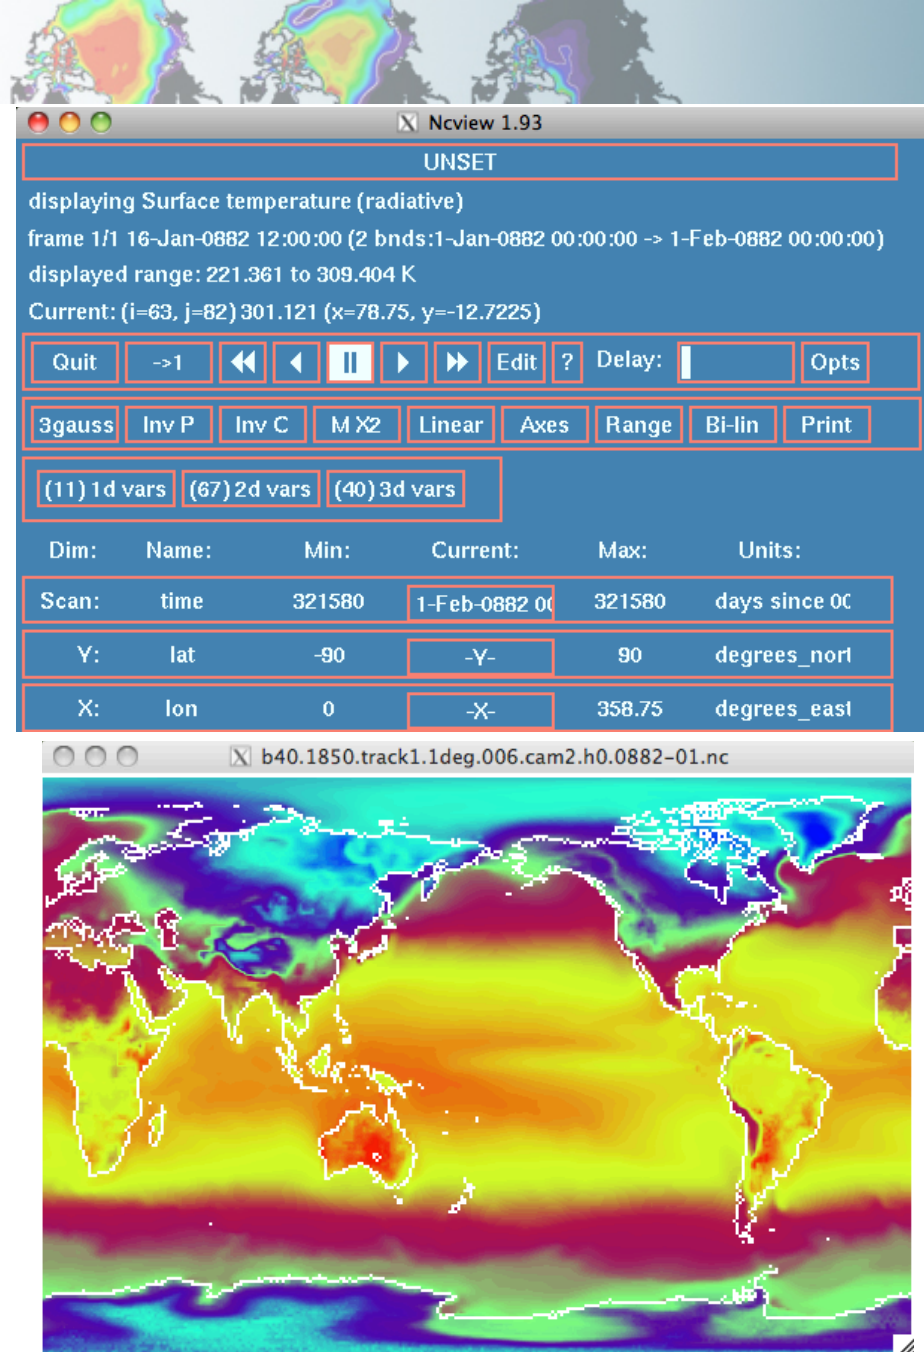 Ncview 1.93
UNSET
displaying Surface temperature (radiative)
frame 1/1 16-Jan-0882 12:00:00 (2 bnds:1-Jan-0882 00:00:00 -> 1-Feb-0882 00:00:00)
displayed range: 221.361 to 309.404 K
Current: (i=63, j=82) 301.121 (x=78.75, y=-12.7225)
Quit ->1 Edit ? Delay: Opts
3gauss Inv P Inv C M X2 Linear Axes Range Bi-lin Print
(11) 1d vars (67) 2d vars (40) 3d vars
Dim: Name: Min: Current: Max: Units:
Scan: time 321580 1-Feb-0882 00 321580 days since 00
Y: lat -90 -Y- 90 degrees_nort
X: lon 0 -X- 358.75 degrees_east
b40.1850.track1.1deg.006.cam2.h0.0882-01.nc